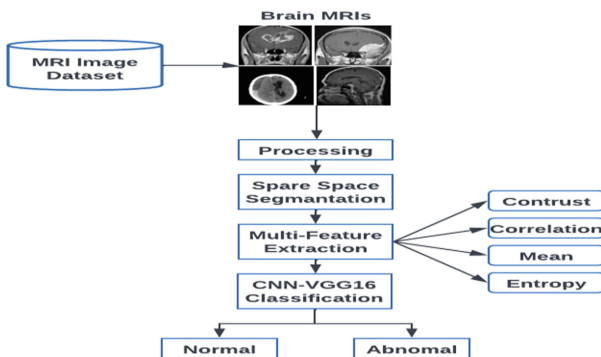 Brain MRIs
MRI Image
Dataset
Processing
Spare Space
Segmantation
Multi-Feature
Extraction
Contrust
Correlation
Mean
Entropy
CNN-VGG16
Classification
Normal
Abnomal